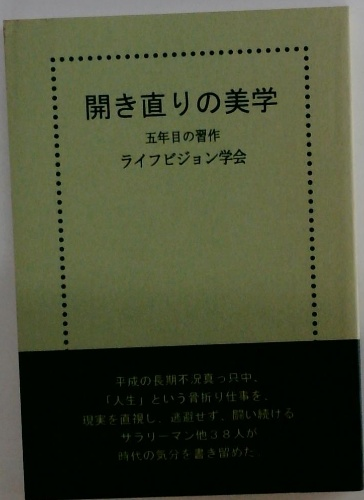 開き直りの美学
五年目の習作
ライフビジョン学会
平成の長期不況真っ只中、
「人生」という骨折り仕事を、
現実を直視し、逃避せず、闘い続ける
サラリーマン他38人が
時代の気分を書き留めた